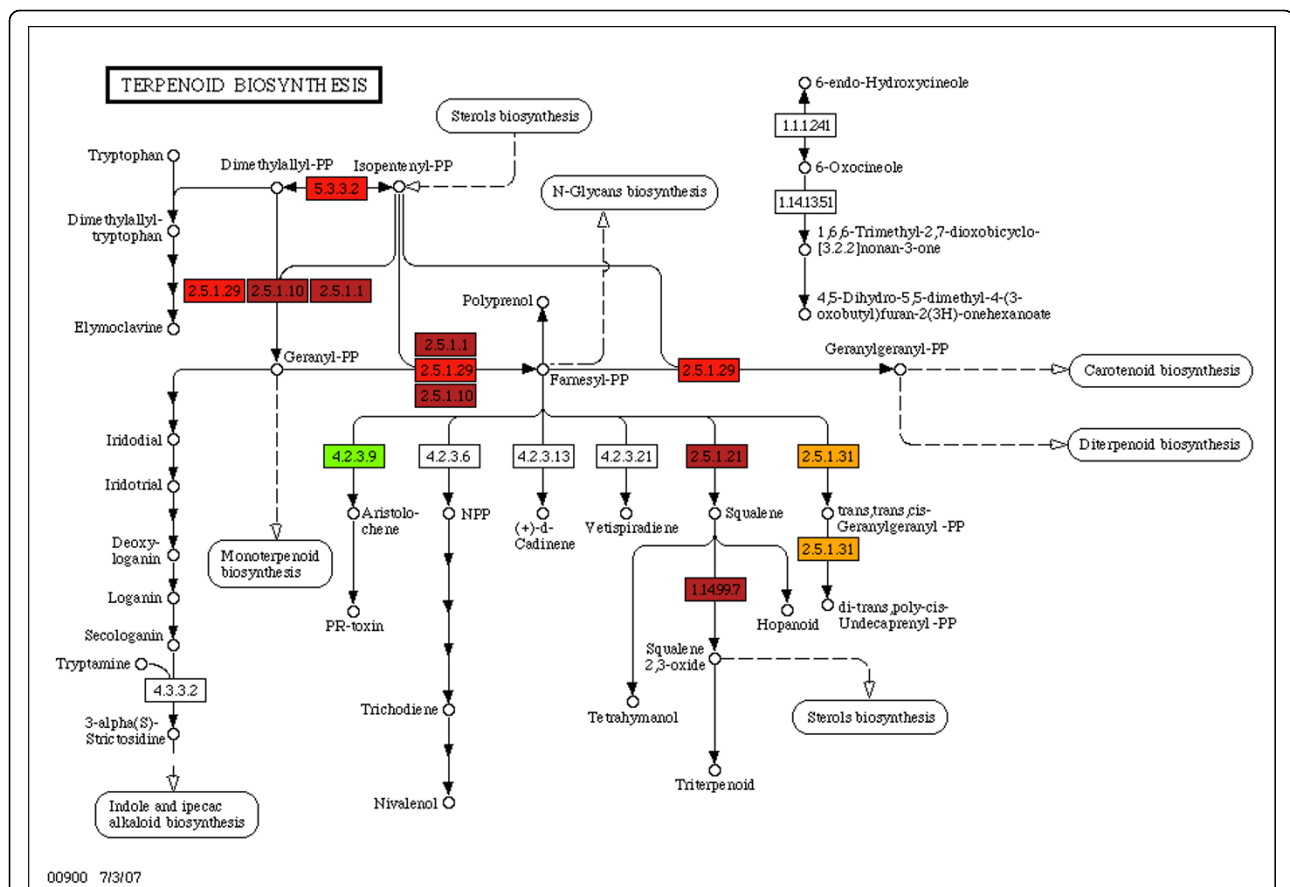 TERPENOID BIOSYNTHESIS
6-endo-Hydroxycineole
Sterols biosynthesis
1.1.1.241
Tryptophan
Dimethylallyl-PP
Isopentenyl-PP
6-Oxocineole
5.3.3.2
N-Glycans biosynthesis
1.14.13.51
Dimethylallyl-
tryptophan
1,6,6-Trimethyl-2,7-dioxobicyclo-
[3.2.2]nonan-3-one
2.5.1.29
2.5.1.10
2.5.1.1
Polyprenol
4,5-Dihydro-5,5-dimethyl-4-(3-
oxobutyl)furan-2(3H)-onehexanoate
Elymoclavine
2.5.1.1
Geranyl-PP
2.5.1.29
Farnesyl-PP
2.5.1.29
Geranylgeranyl-PP
Carotenoid biosynthesis
2.5.1.10
Iridodial
4.2.3.9
4.2.3.6
4.2.3.13
4.2.3.21
2.5.1.21
2.5.1.31
Diterpenoid biosynthesis
Iridotrial
Aristolo-
chene
NPP
(+)-d-
Cadinene
Vetispiradiene
Squalene
trans,trans,cis-
Geranylgeranyl -PP
Deoxy-
loganin
Monoterpenoid
biosynthesis
2.5.1.31
Loganin
1.14.99.7
PR-toxin
Hopanoid
di-trans,poly-cis-
Undecaprenyl -PP
Secologanin
Squalene
2,3-oxide
Tryptamine
4.3.3.2
Trichodiene
Tetrahymanol
Sterols biosynthesis
3-alpha(S)-
Strictosidine
Triterpenoid
Indole and ipecac
alkaloid biosynthesis
Nivalenol
00900 7/3/07